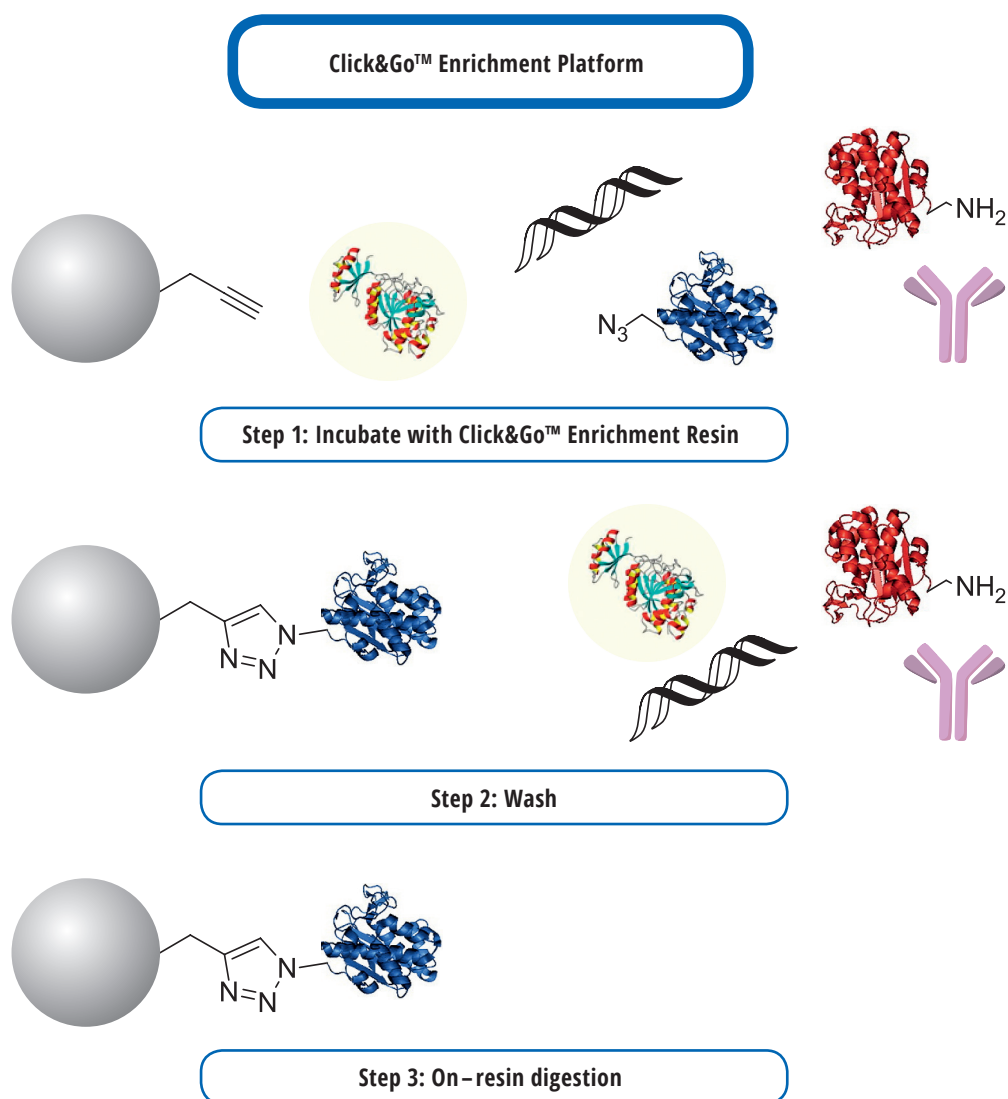 Click&Go™ Enrichment Platform
NH₂
N₃
Step 1: Incubate with Click&Go™ Enrichment Resin
NH₂
N
N=N
Step 2: Wash
N
N=N
Step 3: On–resin digestion